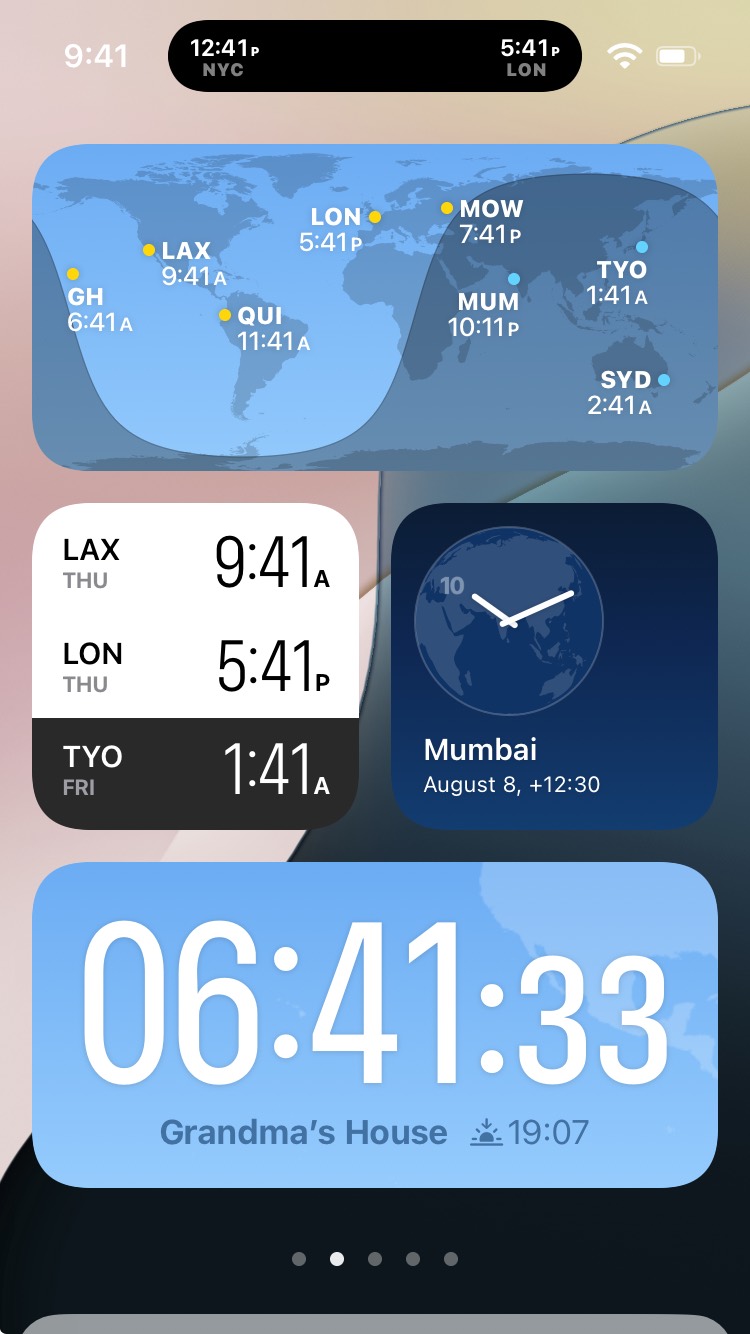 9:41
12:41P
NYC
5:41P
LON
LON
5:41P
MOW
7:41P
LAX
9:41A
TYO
1:41A
GH
6:41A
MUM
10:11P
QUI
11:41A
SYD
2:41A
LAX
THU
9:41A
LON
THU
5:41P
TYO
FRI
1:41A
10
Mumbai
August 8, +12:30
06:41:33
Grandma’s House 19:07